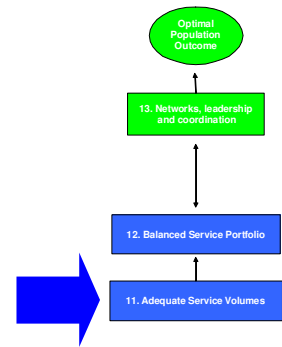 Optimal
Population
Outcome
13. Networks, leadership
and coordination
12. Balanced Service Portfolio
11. Adequate Service Volumes